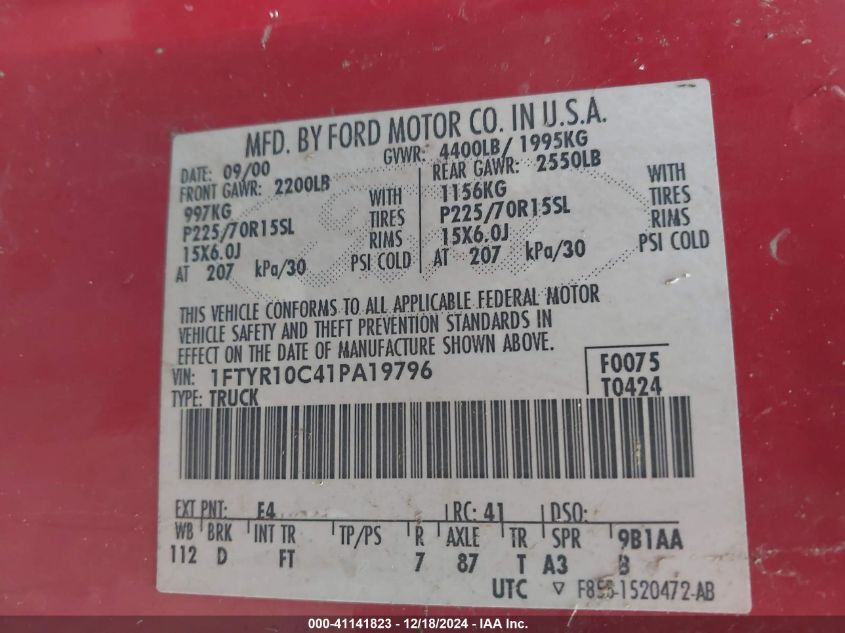 MFD. BY FORD MOTOR CO. IN U.S.A.
DATE: 09/00 GVWR: 4400LB/ 1995KG
FRONT GAWR: 2200LB REAR GAWR: 2550LB
997KG WITH 1156KG WITH
P225/70R15SL TIRES P225/70R15SL TIRES
15X6.0J RIMS 15X6.0J RIMS
AT 207 kPa/30 PSI COLD AT 207 kPa/30 PSI COLD
THIS VEHICLE CONFORMS TO ALL APPLICABLE FEDERAL MOTOR
VEHICLE SAFETY AND THEFT PREVENTION STANDARDS IN
EFFECT ON THE DATE OF MANUFACTURE SHOWN ABOVE.
VIN: 1FTYR10C41PA19796 F0075
TYPE: TRUCK T0424
EXT PNT: E4 RC: 41 DSO:
WB BRK INT TR TP/PS R AXLE TR SPR 9B1AA
112 D FT 7 87 T A3 B
UTC ▽
000-41141823 - 12/18/2024 - IAA, Inc.